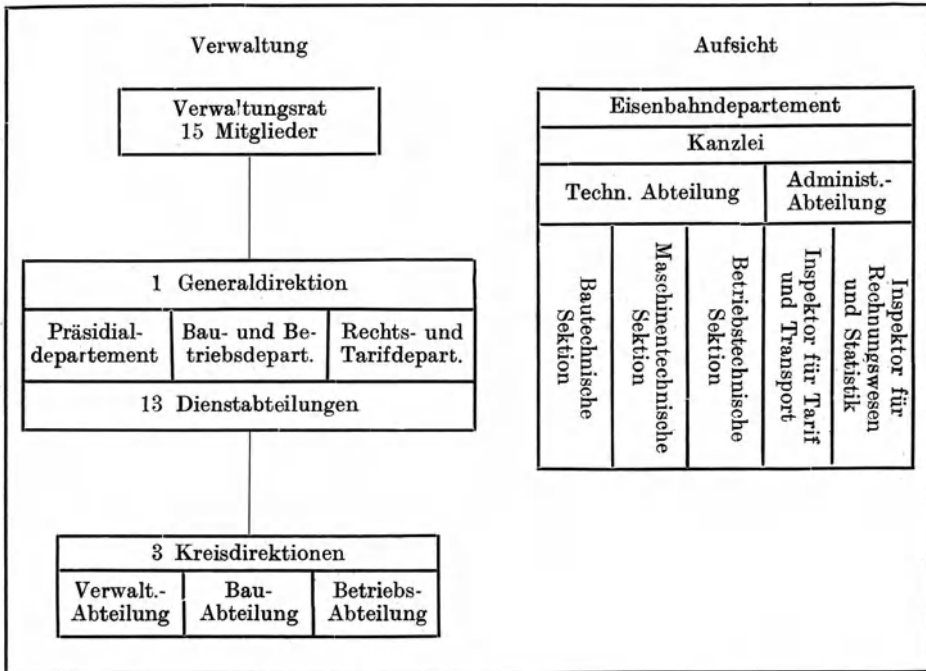 Verwaltung
Verwaltungsrat
15 Mitglieder
1 Generaldirektion
Präsidial-
departement
Bau- und Be-
triebsdepart.
Rechts- und
Tarifdepart.
13 Dienstabteilungen
3 Kreisdirektionen
Verwalt.-
Abteilung
Bau-
Abteilung
Betriebs-
Abteilung
Aufsicht
Eisenbahndepartement
Kanzlei
Techn. Abteilung
Administ.-
Abteilung
Bautechnische
Sektion
Maschinentechnische
Sektion
Betriebstechnische
Sektion
Inspektor für Tarif
und Transport
Inspektor für
Rechnungswesen
und Statistik